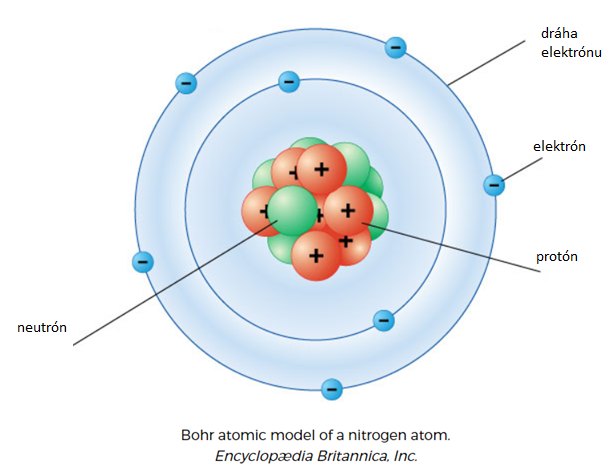 dráha
elektrónu
elektrón
protón
neutrón
Bohr atomic model of a nitrogen atom.
Encyclopædia Britannica, Inc.